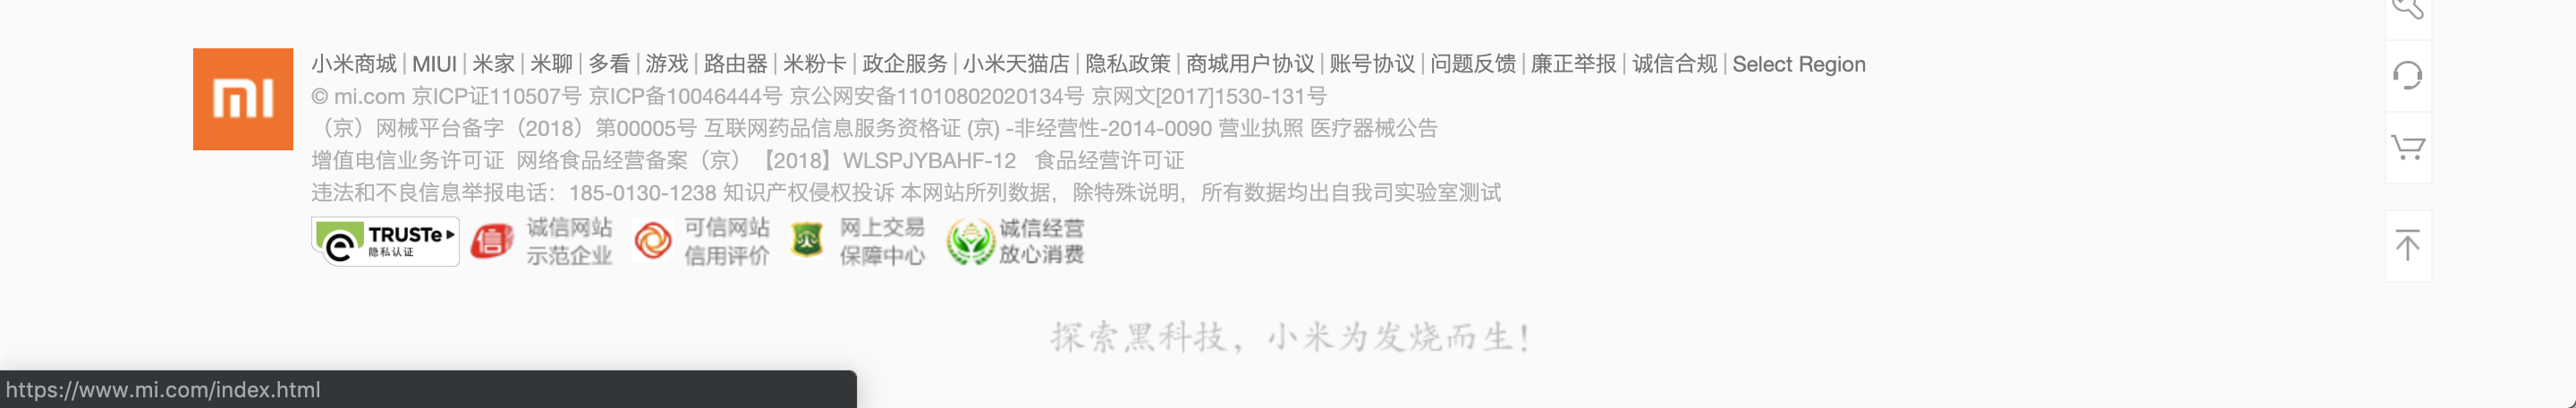 小米商城 | MIUI | 米家 | 米聊 | 多看 | 游戏 | 路由器 | 米粉卡 | 政企服务 | 小米天猫店 | 隐私政策 | 商城用户协议 | 账号协议 | 问题反馈 | 廉正举报 | 诚信合规 | Select Region
mi
© mi.com 京ICP证110507号 京ICP备10046444号 京公网安备11010802020134号 京网文[2017]1530-131号
（京）网械平台备字（2018）第00005号 互联网药品信息服务资格证 (京) -非经营性-2014-0090 营业执照 医疗器械公告
增值电信业务许可证 网络食品经营备案（京）【2018】WLSPJYBAHF-12 食品经营许可证
违法和不良信息举报电话：185-0130-1238 知识产权侵权投诉 本网站所列数据，除特殊说明，所有数据均出自我司实验室测试
TRUSTe
隐私认证
信
诚信网站
示范企业
可信网站
信用评价
网上交易
保障中心
诚信经营
放心消费
探索黑科技，小米为发烧而生！
https://www.mi.com/index.html